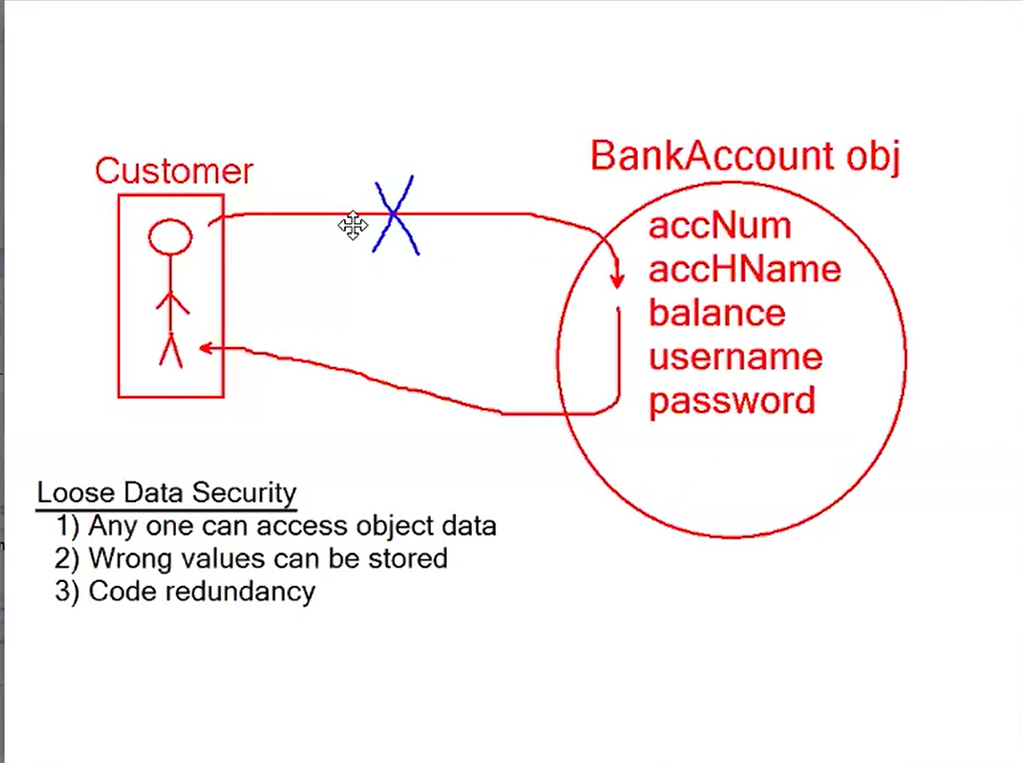 Customer
BankAccount obj
accNum
accHName
balance
username
password
Loose Data Security
1) Any one can access object data
2) Wrong values can be stored
3) Code redundancy